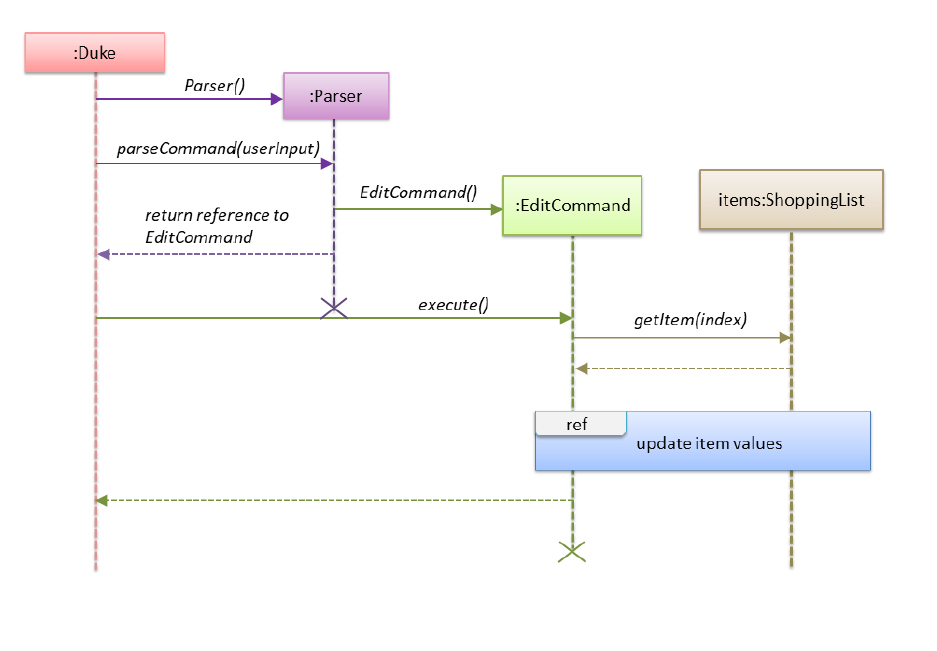 :Duke
Parser()
:Parser
parseCommand(userInput)
EditCommand()
:EditCommand
items:ShoppingList
return reference to
EditCommand
execute()
getItem(index)
ref
update item values